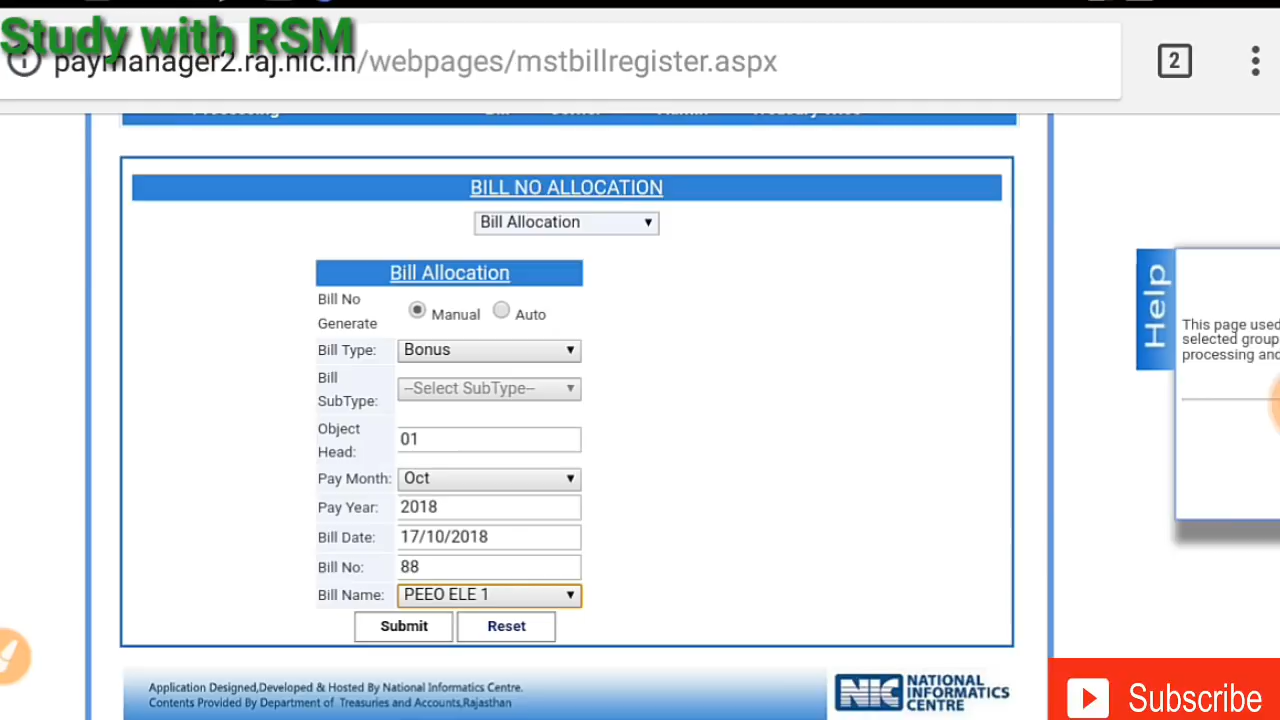 Study with RSM
paymanager2.raj.nic.in/webpages/mstbillregister.aspx
2
Processing
BILL NO ALLOCATION
Bill Allocation
Bill Allocation
Bill No Generate
Manual
Auto
Bill Type:
Bonus
Bill SubType:
--Select SubType--
Object Head:
01
Pay Month:
Oct
Pay Year:
2018
Bill Date:
17/10/2018
Bill No:
88
Bill Name:
PEEO ELE 1
Submit
Reset
Help
This page used
selected group
processing and
Application Designed,Developed & Hosted By National Informatics Centre.
Contents Provided By Department of Treasuries and Accounts,Rajasthan
NIC
NATIONAL
INFORMATICS
CENTRE
Subscribe